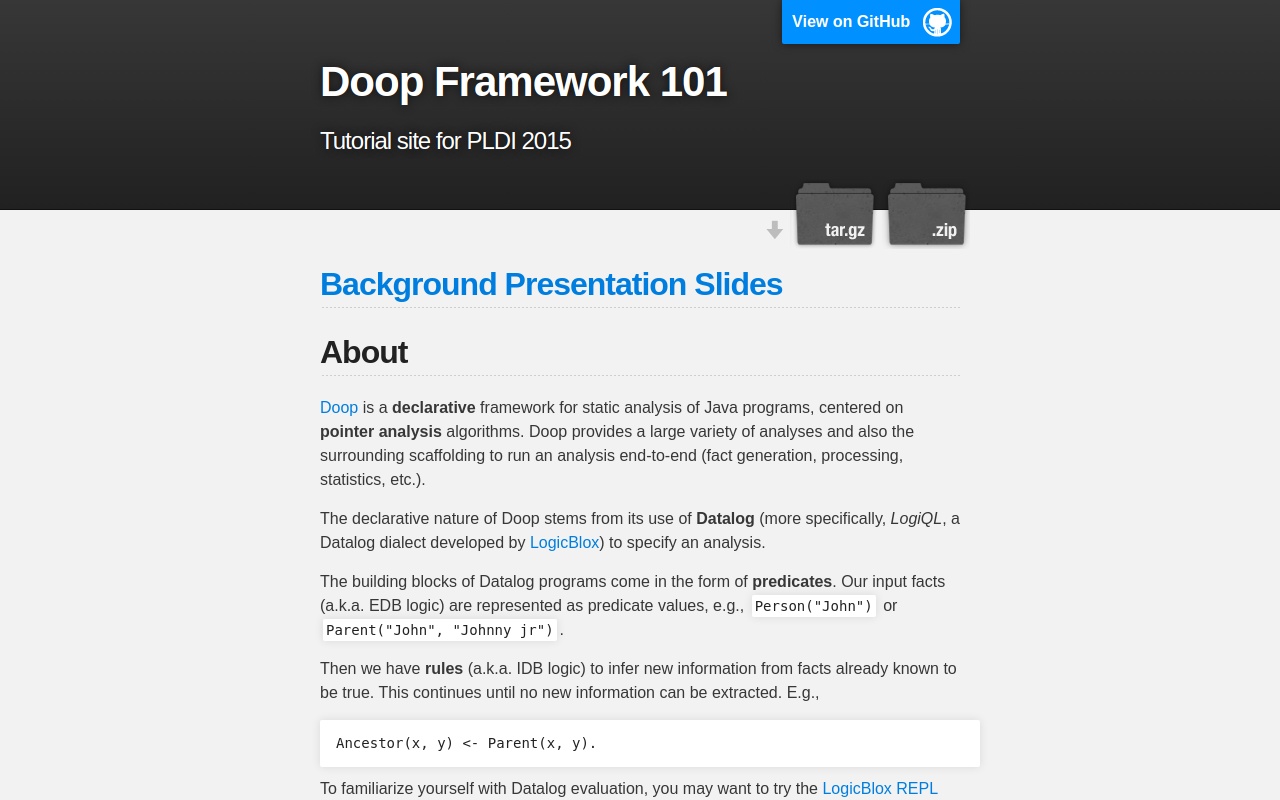 View on GitHub
Doop Framework 101
Tutorial site for PLDI 2015
tar.gz
.zip
Background Presentation Slides
About
Doop is a declarative framework for static analysis of Java programs, centered on
pointer analysis algorithms. Doop provides a large variety of analyses and also the
surrounding scaffolding to run an analysis end-to-end (fact generation, processing,
statistics, etc.).
The declarative nature of Doop stems from its use of Datalog (more specifically, LogiQL, a
Datalog dialect developed by LogicBlox) to specify an analysis.
The building blocks of Datalog programs come in the form of predicates. Our input facts
(a.k.a. EDB logic) are represented as predicate values, e.g., Person("John") or
Parent("John", "Johnny jr").
Then we have rules (a.k.a. IDB logic) to infer new information from facts already known to
be true. This continues until no new information can be extracted. E.g.,
Ancestor(x, y) <- Parent(x, y).
To familiarize yourself with Datalog evaluation, you may want to try the LogicBlox REPL